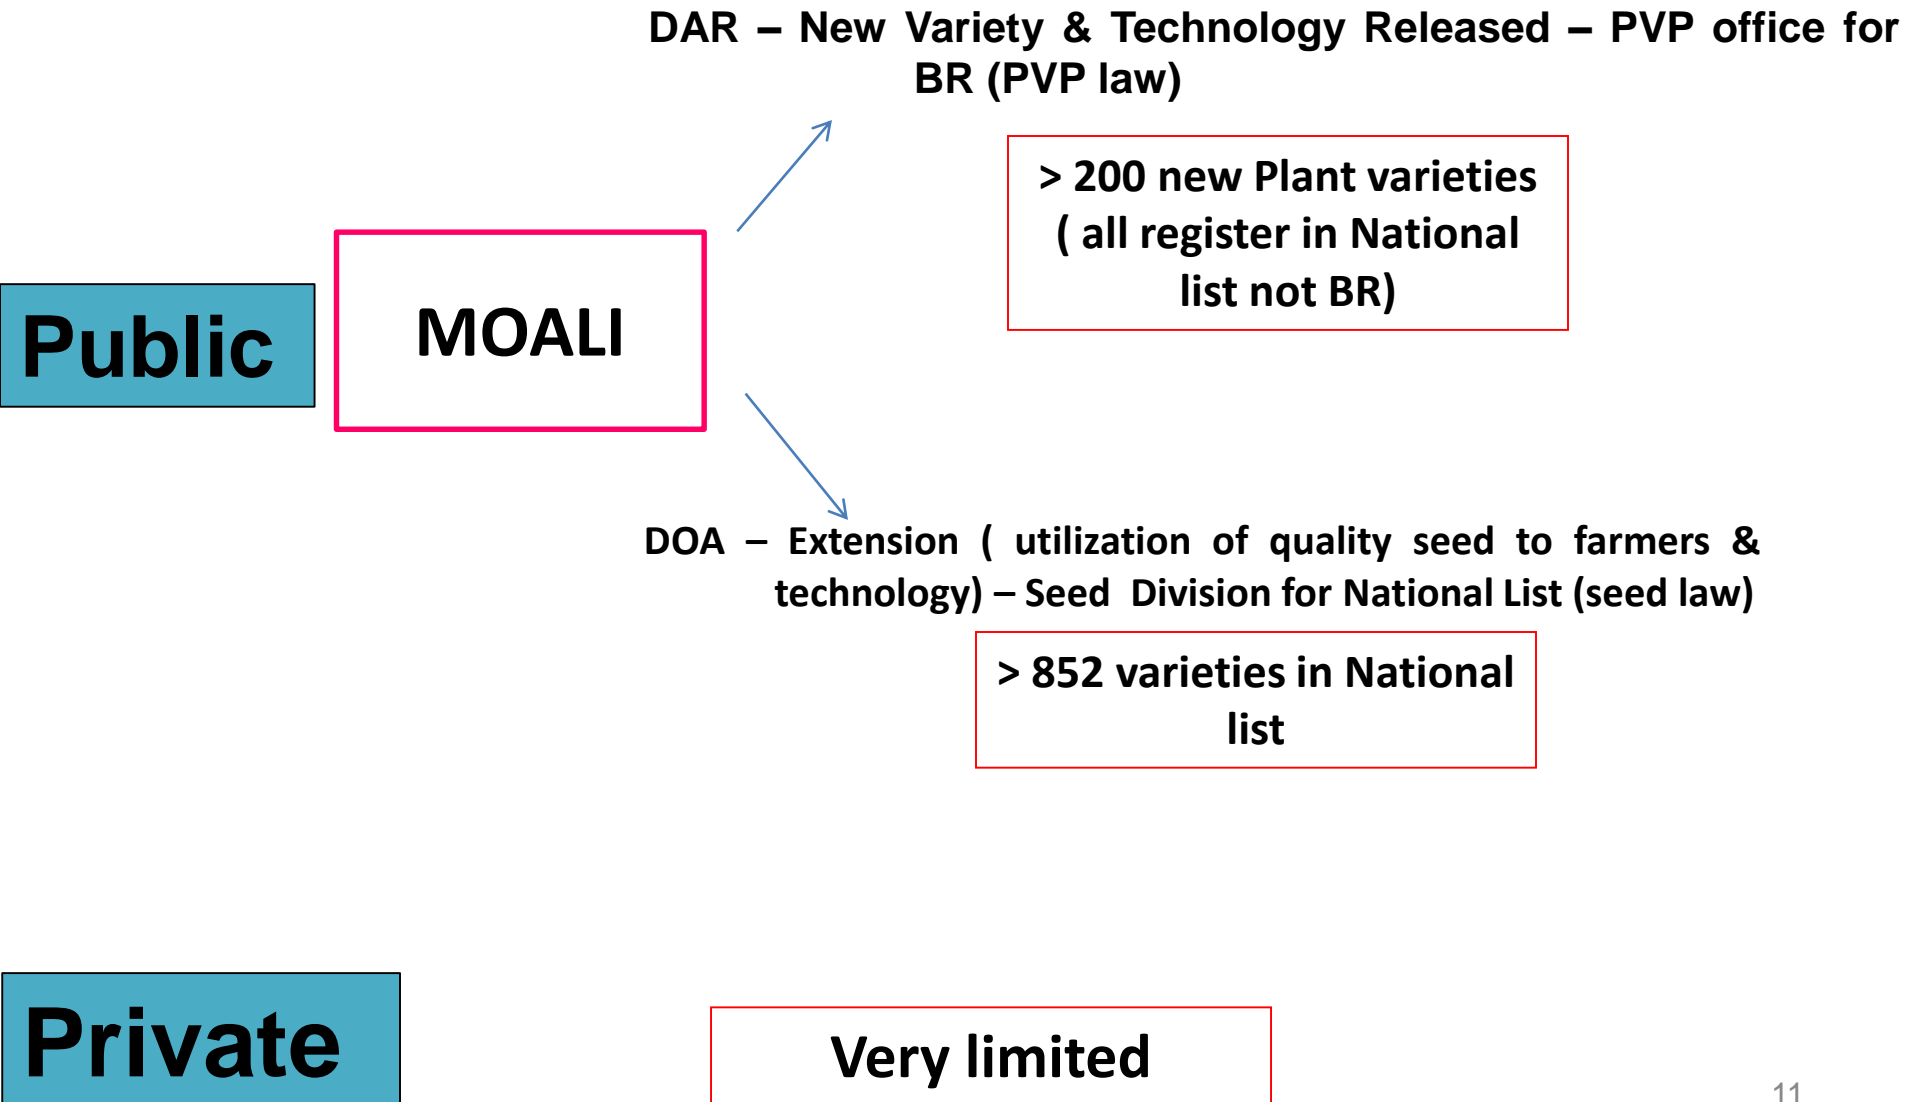 DAR – New Variety & Technology Released – PVP office for
BR (PVP law)
> 200 new Plant varieties
( all register in National
list not BR)
Public
MOALI
DOA – Extension ( utilization of quality seed to farmers &
technology) – Seed Division for National List (seed law)
> 852 varieties in National
list
Private
Very limited
11